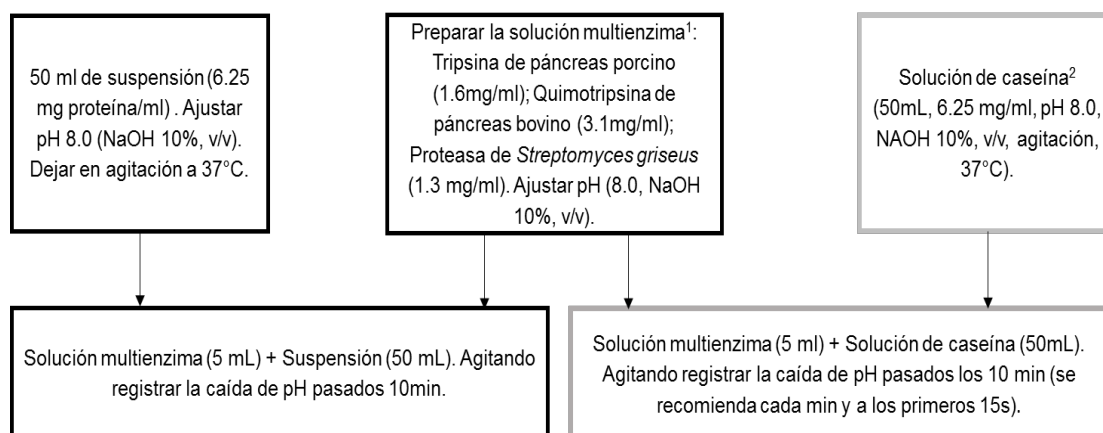 50 ml de suspensión (6.25
mg proteína/ml) . Ajustar
pH 8.0 (NaOH 10%, v/v).
Dejar en agitación a 37°C.
Preparar la solución multienzima¹:
Tripsina de páncreas porcino
(1.6mg/ml); Quimotripsina de
páncreas bovino (3.1mg/ml);
Proteasa de Streptomyces griseus
(1.3 mg/ml). Ajustar pH (8.0, NaOH
10%, v/v).
Solución de caseína²
(50mL, 6.25 mg/ml, pH 8.0,
NAOH 10%, v/v, agitación,
37°C).
Solución multienzima (5 mL) + Suspensión (50 mL). Agitando
registrar la caída de pH pasados 10min.
Solución multienzima (5 ml) + Solución de caseína (50mL).
Agitando registrar la caída de pH pasados los 10 min (se
recomienda cada min y a los primeros 15s).